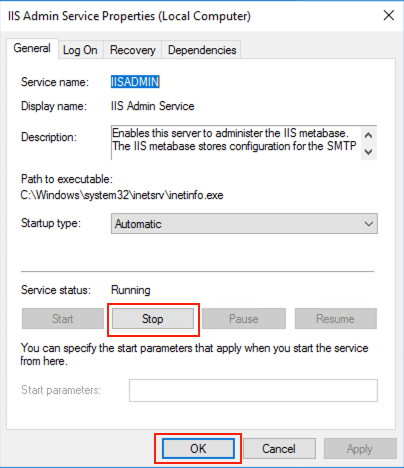 IIS Admin Service Properties (Local Computer)
General Log On Recovery Dependencies
Service name: IISADMIN
Display name: IIS Admin Service
Description: Enables this server to administer the IIS metabase.
The IIS metabase stores configuration for the SMTP
Path to executable:
C:\Windows\system32\inetsrv\inetinfo.exe
Startup type: Automatic
Service status: Running
Start Stop Pause Resume
You can specify the start parameters that apply when you start the service
from here.
Start parameters:
OK Cancel Apply